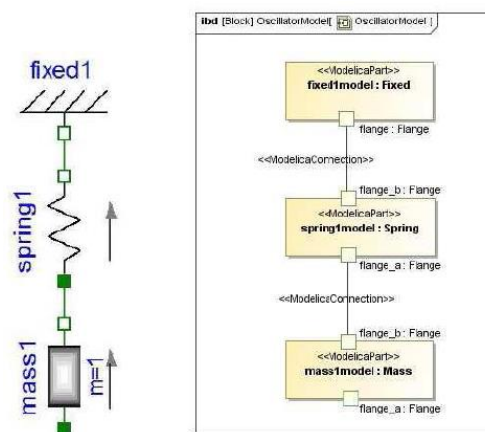 fixed1
spring1
mass1
m=1
ibd [Block] OscillatorModel[ OscillatorModel ]
<<ModelicaPart>>
fixed1model : Fixed
flange : Flange
<<ModelicaConnection>>
flange_b : Flange
<<ModelicaPart>>
spring1model : Spring
flange_a : Flange
<<ModelicaConnection>>
flange_b : Flange
<<ModelicaPart>>
mass1model : Mass
flange_a : Flange